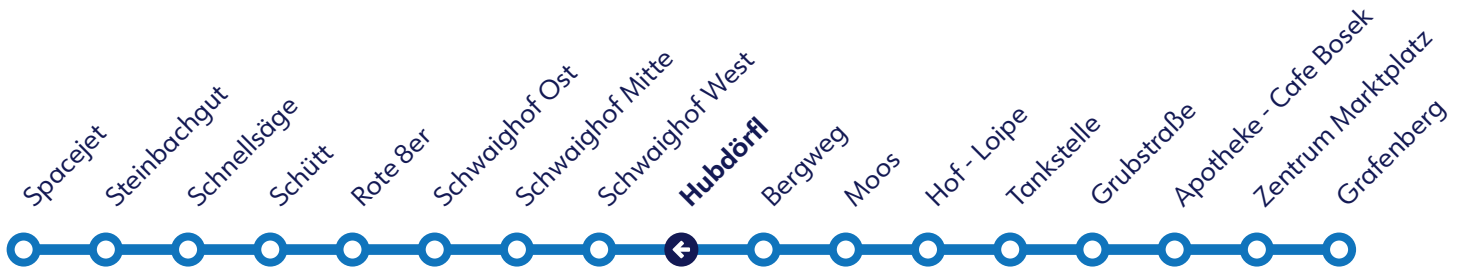 Spacejet
Steinbachgut
Schnellsäge
Schütt
Rote 8er
Schwaighof Ost
Schwaighof Mitte
Schwaighof West
Hubdörfl
Bergweg
Moos
Hof - Loipe
Tankstelle
Grubstraße
Apotheke - Cafe Bosek
Zentrum Marktplatz
Grafenberg